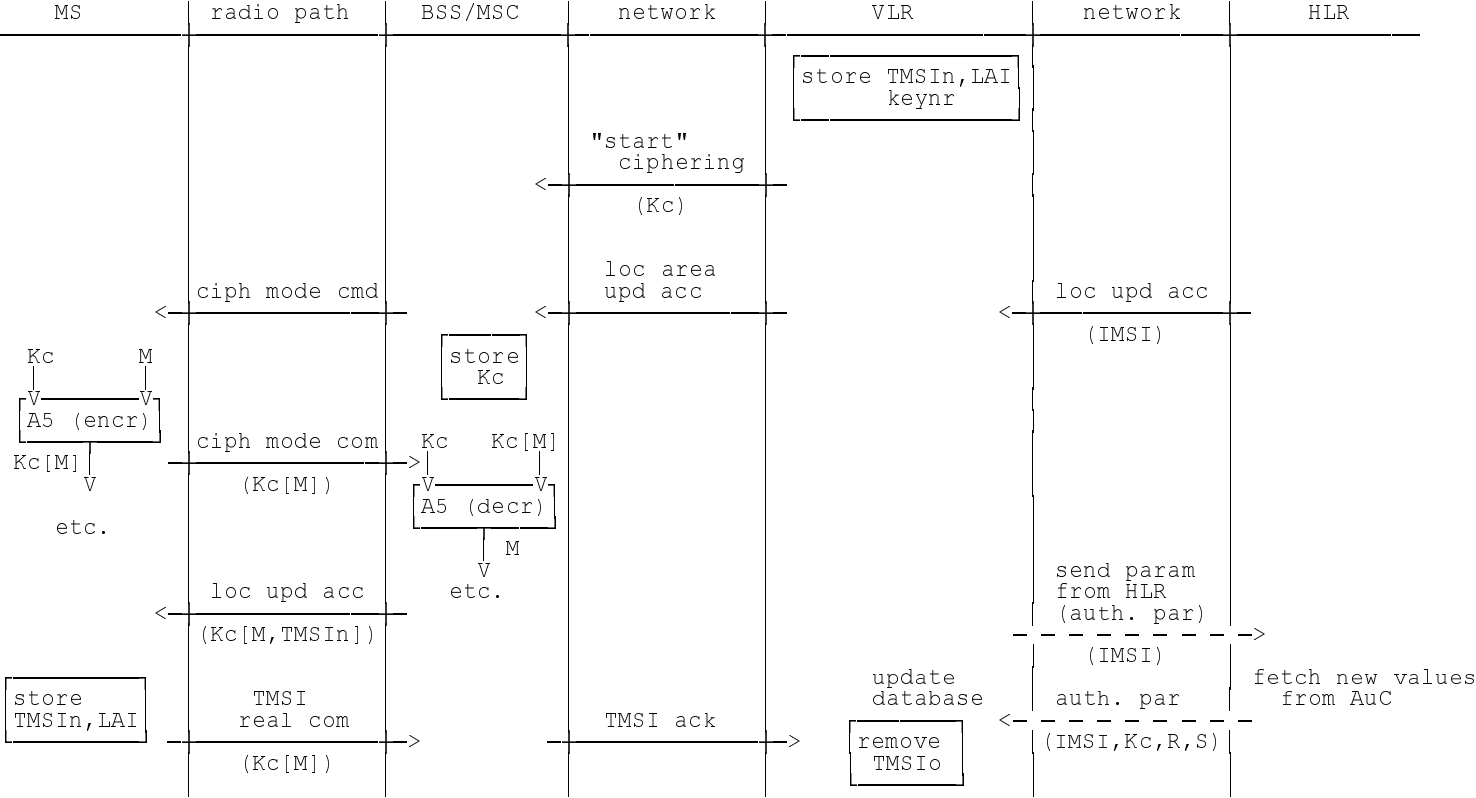 MS radio path BSS/MSC network VLR network HLR
store TMSIn,LAI
keynr
"start"
ciphering
(Kc)
loc area
ciph mode cmd upd acc loc upd acc
(IMSI)
Kc M store
Kc
A5 (encr)
ciph mode com Kc Kc[M]
Kc[M]
(Kc[M])
A5 (decr)
etc.
M
send param
loc upd acc etc. from HLR
(auth. par)
(Kc[M,TMSIn])
(IMSI)
update fetch new values
store TMSI database auth. par from AuC
TMSIn,LAI real com TMSI ack
remove (IMSI,Kc,R,S)
(Kc[M]) TMSIo